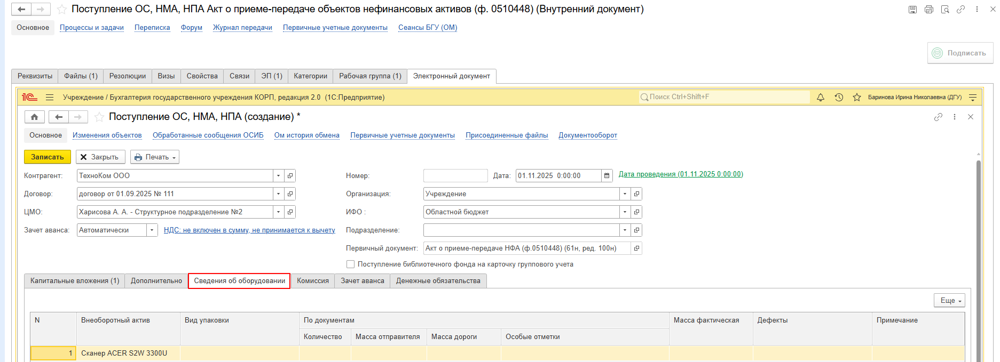 Поступление ОС, НМА, НПА Акт о приеме-передаче объектов нефинансовых активов (ф. 0510448) (Внутренний документ)
Основное Процессы и задачи Переписка Форум Журнал передачи Первичные учетные документы Сеансы БГУ (ОМ)
Подписать
Реквизиты Файлы (1) Резолюции Визы Свойства Связи ЭП (1) Категории Рабочая группа (1) Электронный документ
1С Учреждение / Бухгалтерия государственного учреждения КОРП, редакция 2.0 (1С:Предприятие) Поиск Ctrl+Shift+F Баринова Ирина Николаевна (ДГУ)
Поступление ОС, НМА, НПА (создание) *
Основное Изменения объектов Обработанные сообщения ОСИБ Ом история обмена Первичные учетные документы Присоединенные файлы Документооборот
Записать Закрыть Печать
Контрагент: ТехноКом ООО Номер: Дата: 01.11.2025 0:00:00 Дата проведения (01.11.2025 0:00:00)
Договор: договор от 01.09.2025 № 111 Организация: Учреждение
ЦМО: Харисова А. А. - Структурное подразделение №2 ИФО : Областной бюджет
Зачет аванса: Автоматически НДС: не включен в сумму, не принимается к вычету Подразделение:
Первичный документ: Акт о приеме-передаче НФА (ф.0510448) (61н, ред. 100н)
Поступление библиотечного фонда на карточку группового учета
Капитальные вложения (1) Дополнительно Сведения об оборудовании Комиссия Зачет аванса Денежные обязательства
Еще
N Внеоборотный актив Вид упаковки По документам Масса фактическая Дефекты Примечание
Количество Масса отправителя Масса дороги Особые отметки
1 Сканер ACER S2W 3300U